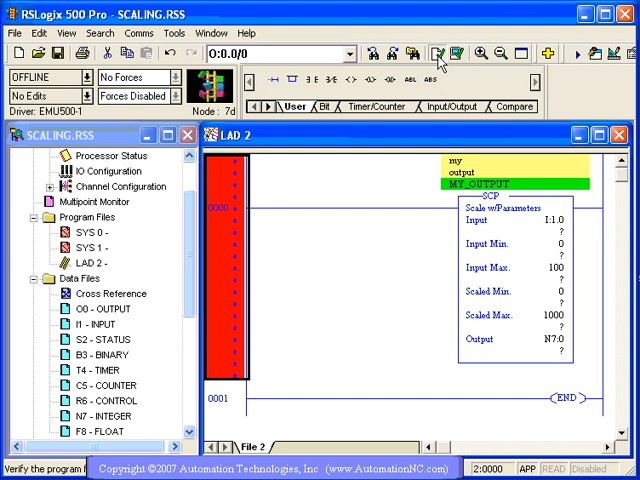 RSLogix 500 Pro - SCALING.RSS
File Edit View Search Comms Tools Window Help
O:0.0/0
OFFLINE No Forces
No Edits Forces Disabled
Driver: EMU500-1 Node: 7d
ABL ABS
User Bit Timer/Counter Input/Output Compare
SCALING.RSS
Processor Status
IO Configuration
Channel Configuration
Multipoint Monitor
Program Files
SYS 0 -
SYS 1 -
LAD 2 -
Data Files
Cross Reference
O0 - OUTPUT
I1 - INPUT
S2 - STATUS
B3 - BINARY
T4 - TIMER
C5 - COUNTER
R6 - CONTROL
N7 - INTEGER
F8 - FLOAT
LAD 2
my
output
MY_OUTPUT
SCP
0000
Scale w/Parameters
Input I:1.0
?
Input Min. 0
?
Input Max. 100
?
Scaled Min. 0
?
Scaled Max. 1000
?
Output N7:0
?
e
e
e
e
e
e
e
e
e
e
e
e
e
e
0001
END
File 2
Verify the program f
Copyright ©2007 Automation Technologies, Inc (www.AutomationNC.com)
2:0000 APP READ Disabled